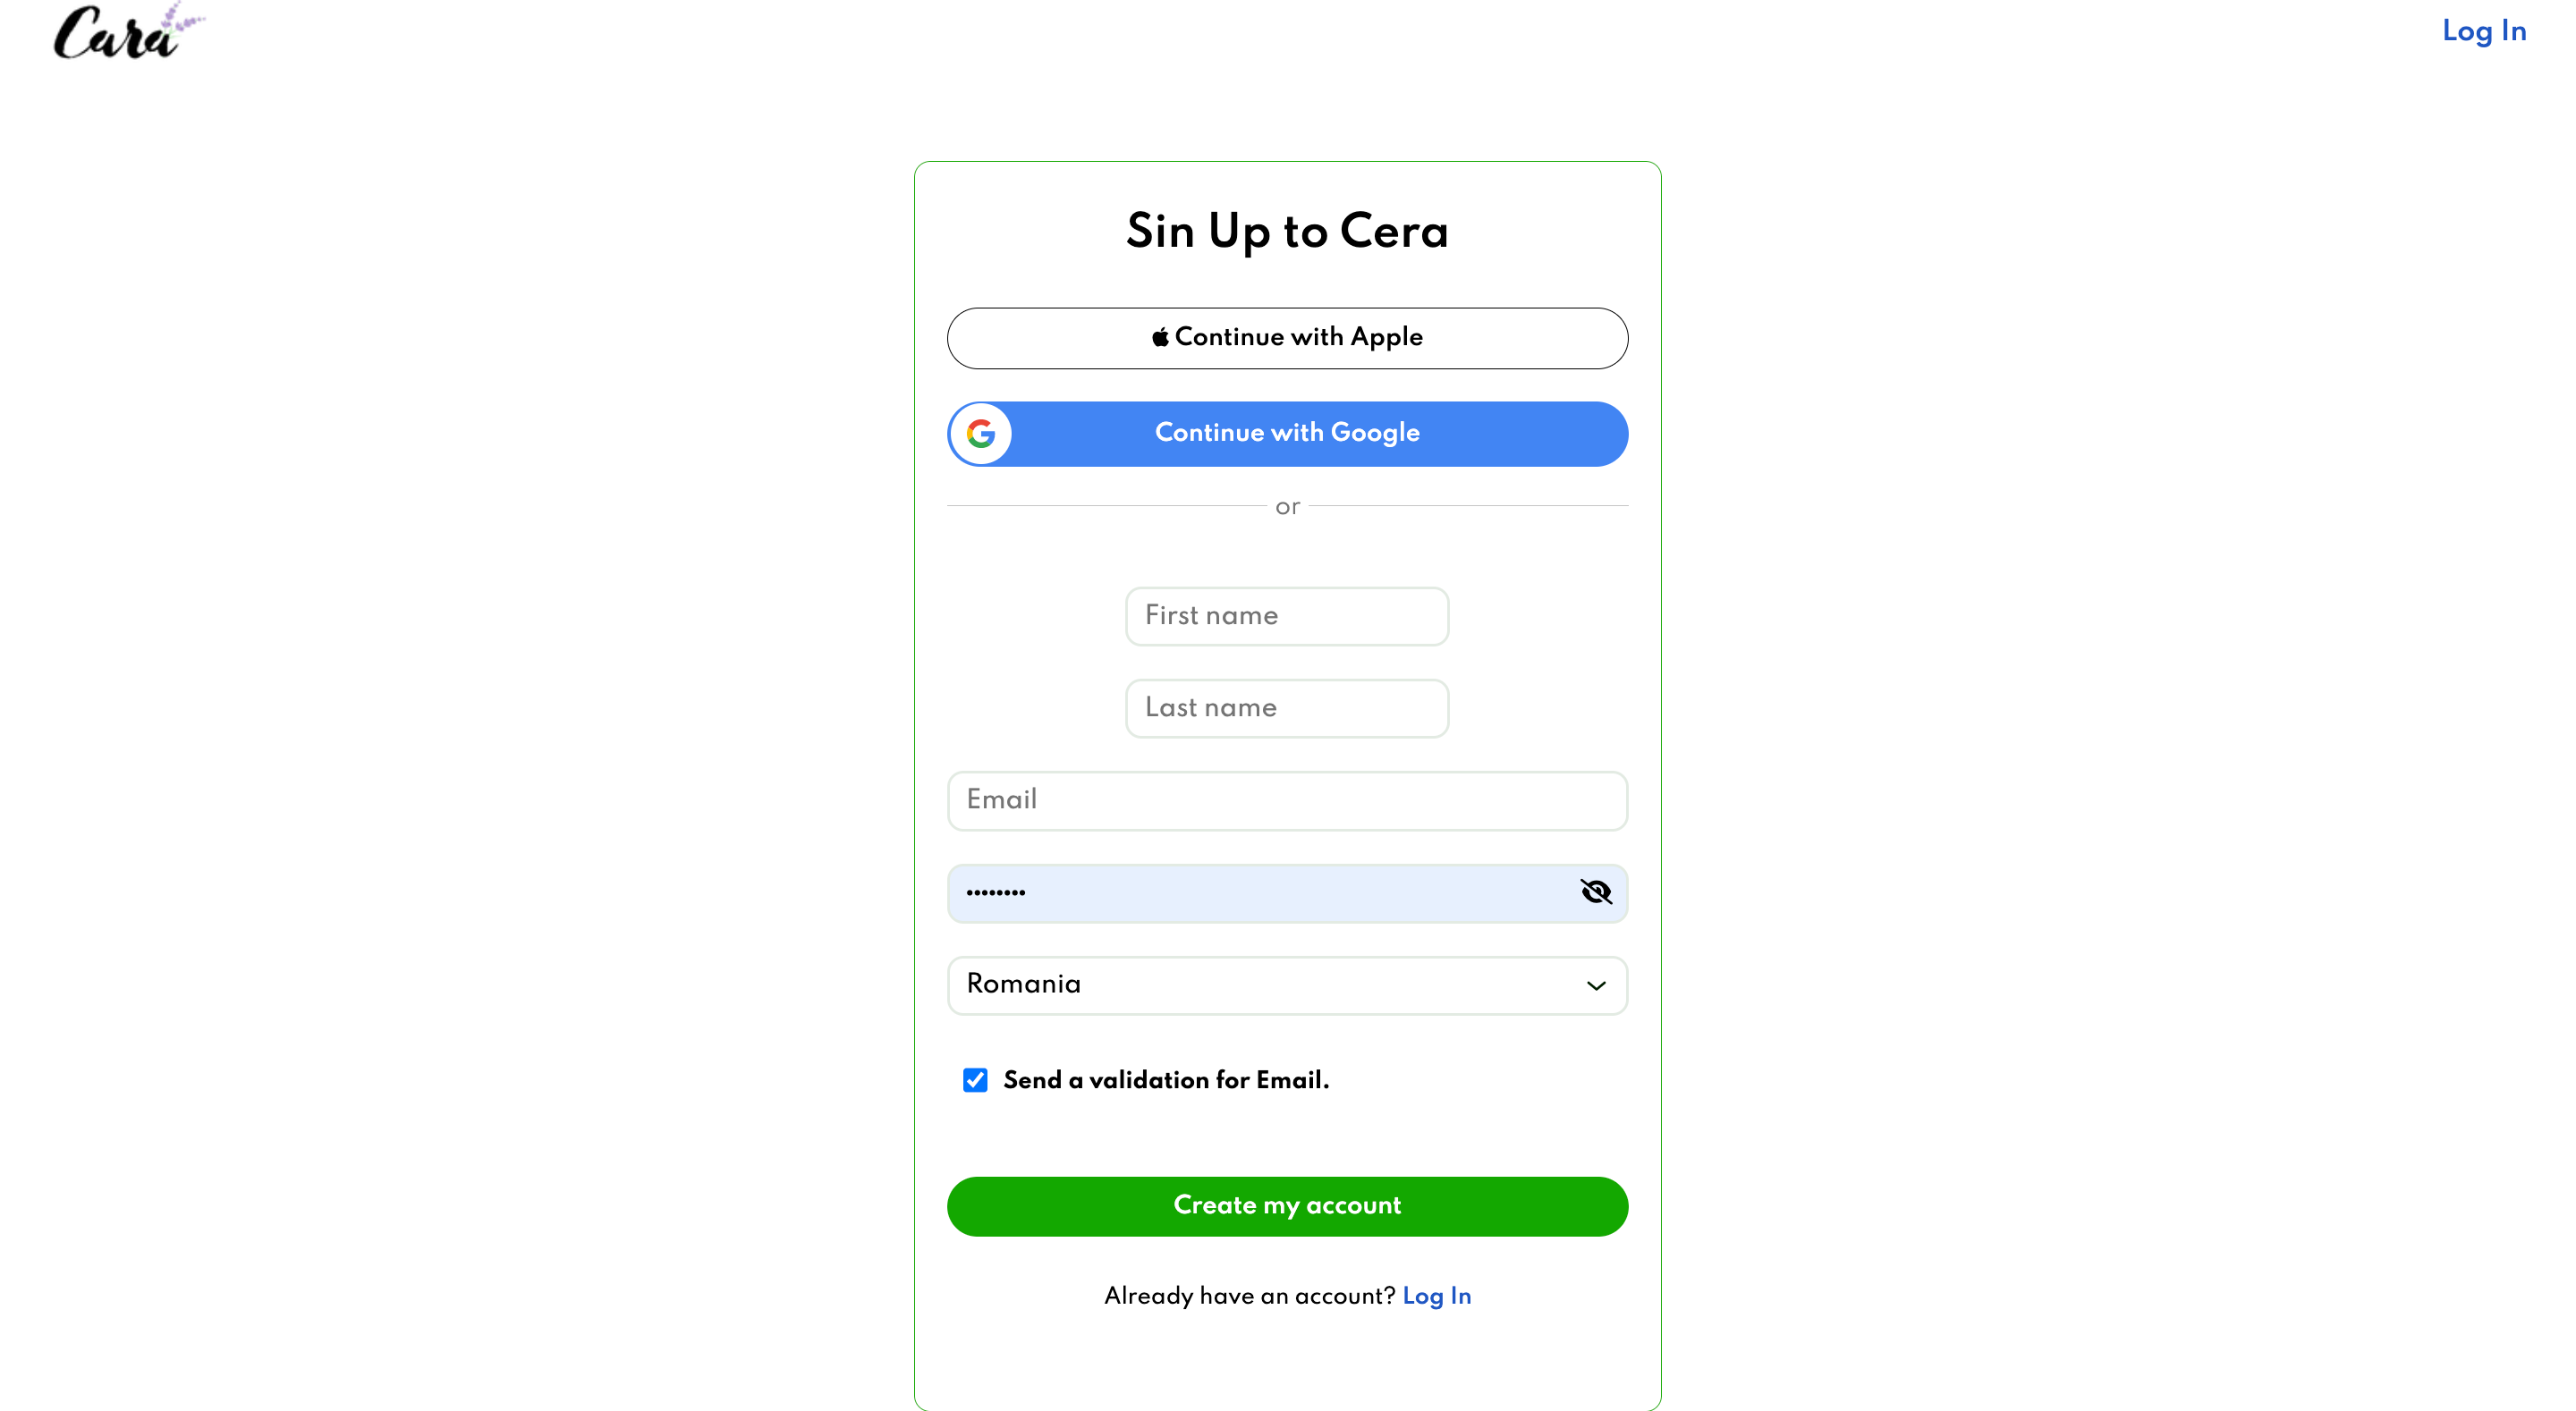 Cara
Log In
Sin Up to Cera
Continue with Apple
Continue with Google
or
First name
Last name
Email
••••••••
Romania
Send a validation for Email.
Create my account
Already have an account? Log In